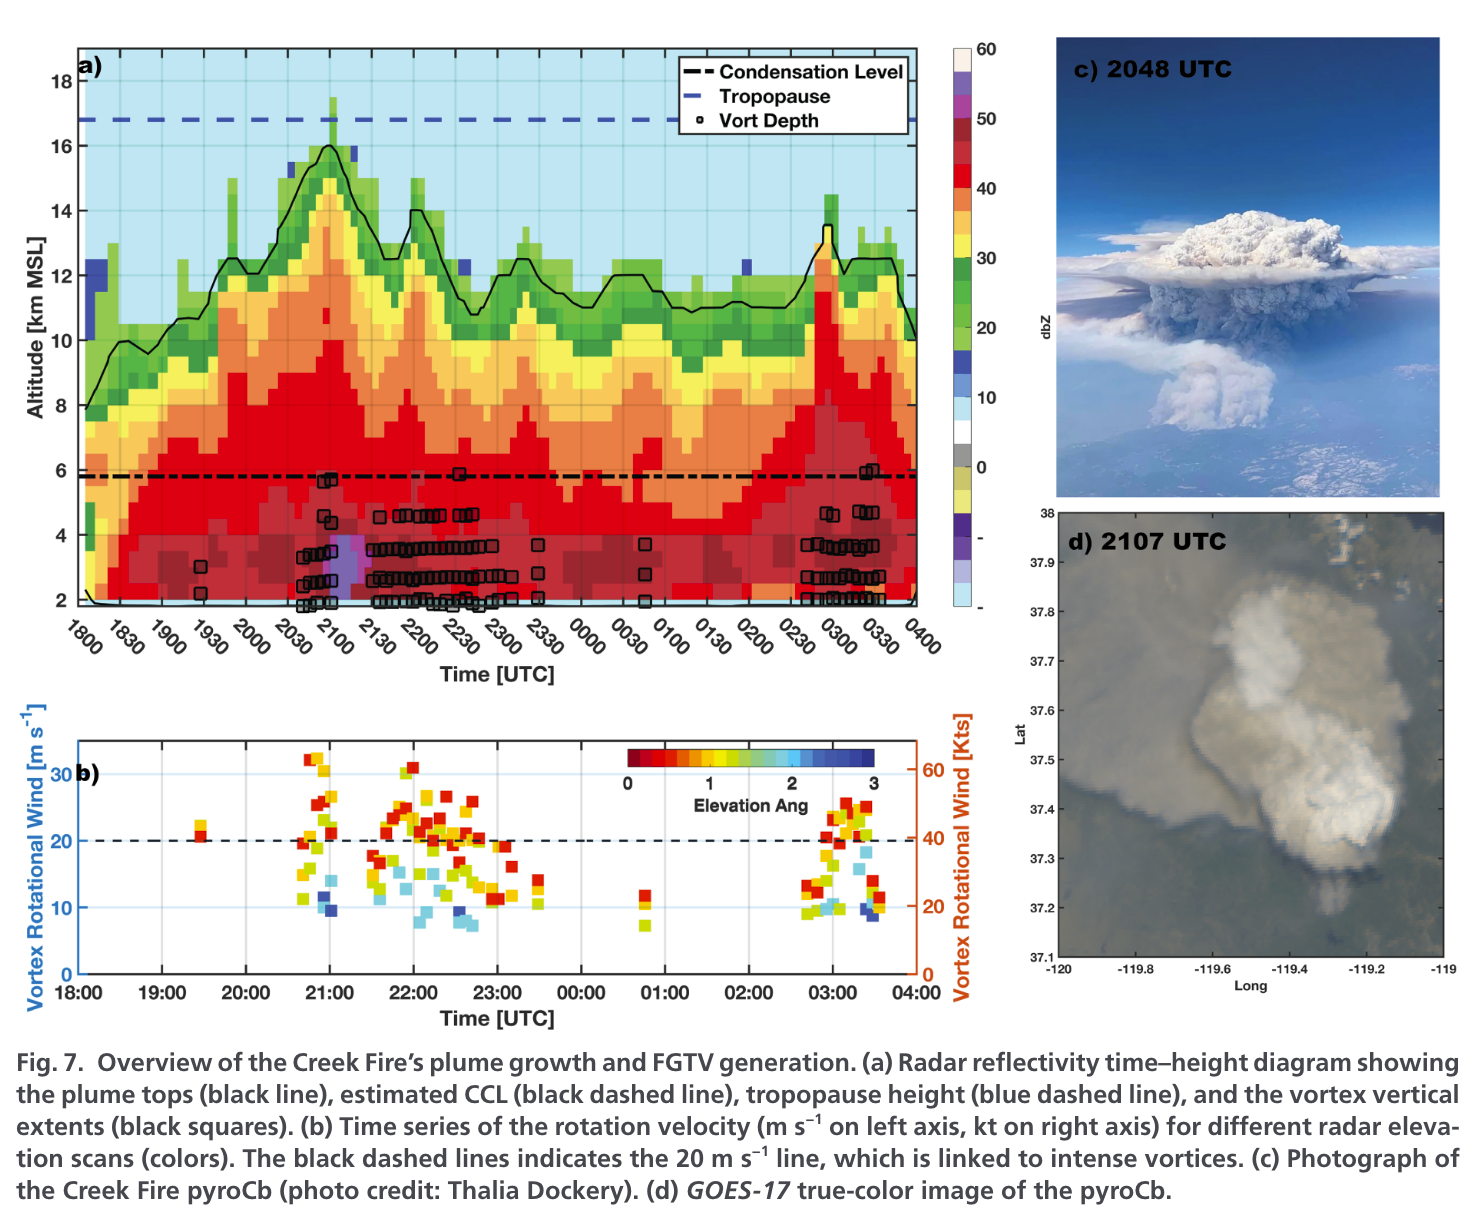 a)
Condensation Level
Tropopause
Vort Depth
18
16
14
12
10
8
6
4
2
Altitude [km MSL]
1800 1830 1900 1930 2000 2030 2100 2130 2200 2230 2300 2330 0000 0030 0100 0130 0200 0230 0300 0330 0400
Time [UTC]
60
50
40
30
20
10
0
-
-
dbZ
c) 2048 UTC
d) 2107 UTC
38
37.9
37.8
37.7
37.6
37.5
37.4
37.3
37.2
37.1
Lat
-120 -119.8 -119.6 -119.4 -119.2 -119
Long
b)
Vortex Rotational Wind [m s-1]
30
20
10
0
0 1 2 3
Elevation Ang
60
40
20
0
Vortex Rotational Wind [Kts]
18:00 19:00 20:00 21:00 22:00 23:00 00:00 01:00 02:00 03:00 04:00
Time [UTC]
Fig. 7. Overview of the Creek Fire's plume growth and FGTV generation. (a) Radar reflectivity time–height diagram showing
the plume tops (black line), estimated CCL (black dashed line), tropopause height (blue dashed line), and the vortex vertical
extents (black squares). (b) Time series of the rotation velocity (m s−1 on left axis, kt on right axis) for different radar eleva-
tion scans (colors). The black dashed lines indicates the 20 m s−1 line, which is linked to intense vortices. (c) Photograph of
the Creek Fire pyroCb (photo credit: Thalia Dockery). (d) GOES-17 true-color image of the pyroCb.